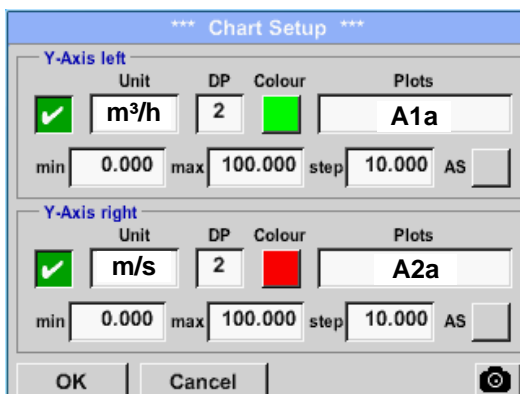 *** Chart Setup ***
Y-Axis left
Unit DP Colour Plots
m³/h 2 A1a
min 0.000 max 100.000 step 10.000 AS
Y-Axis right
Unit DP Colour Plots
m/s 2 A2a
min 0.000 max 100.000 step 10.000 AS
OK Cancel